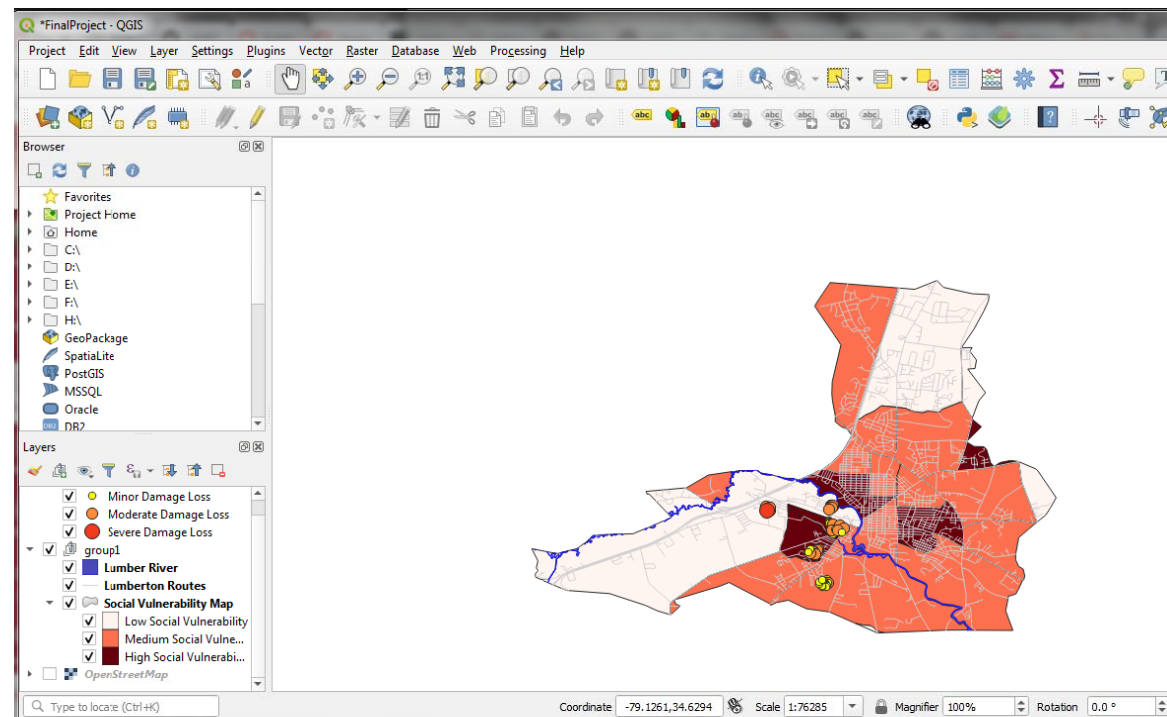 *FinalProject - QGIS
Project Edit View Layer Settings Plugins Vector Raster Database Web Processing Help
abc
Browser
Favorites
Project Home
Home
C:\
D:\
E:\
F:\
H:\
GeoPackage
SpatiaLite
PostGIS
MSSQL
Oracle
DB2
Layers
Minor Damage Loss
Moderate Damage Loss
Severe Damage Loss
group1
Lumber River
Lumberton Routes
Social Vulnerability Map
Low Social Vulnerability
Medium Social Vulne...
High Social Vulnerabi...
OpenStreetMap
Type to locate (Ctrl+K) Coordinate -79.1261,34.6294 Scale 1:76285 Magnifier 100% Rotation 0.0 °